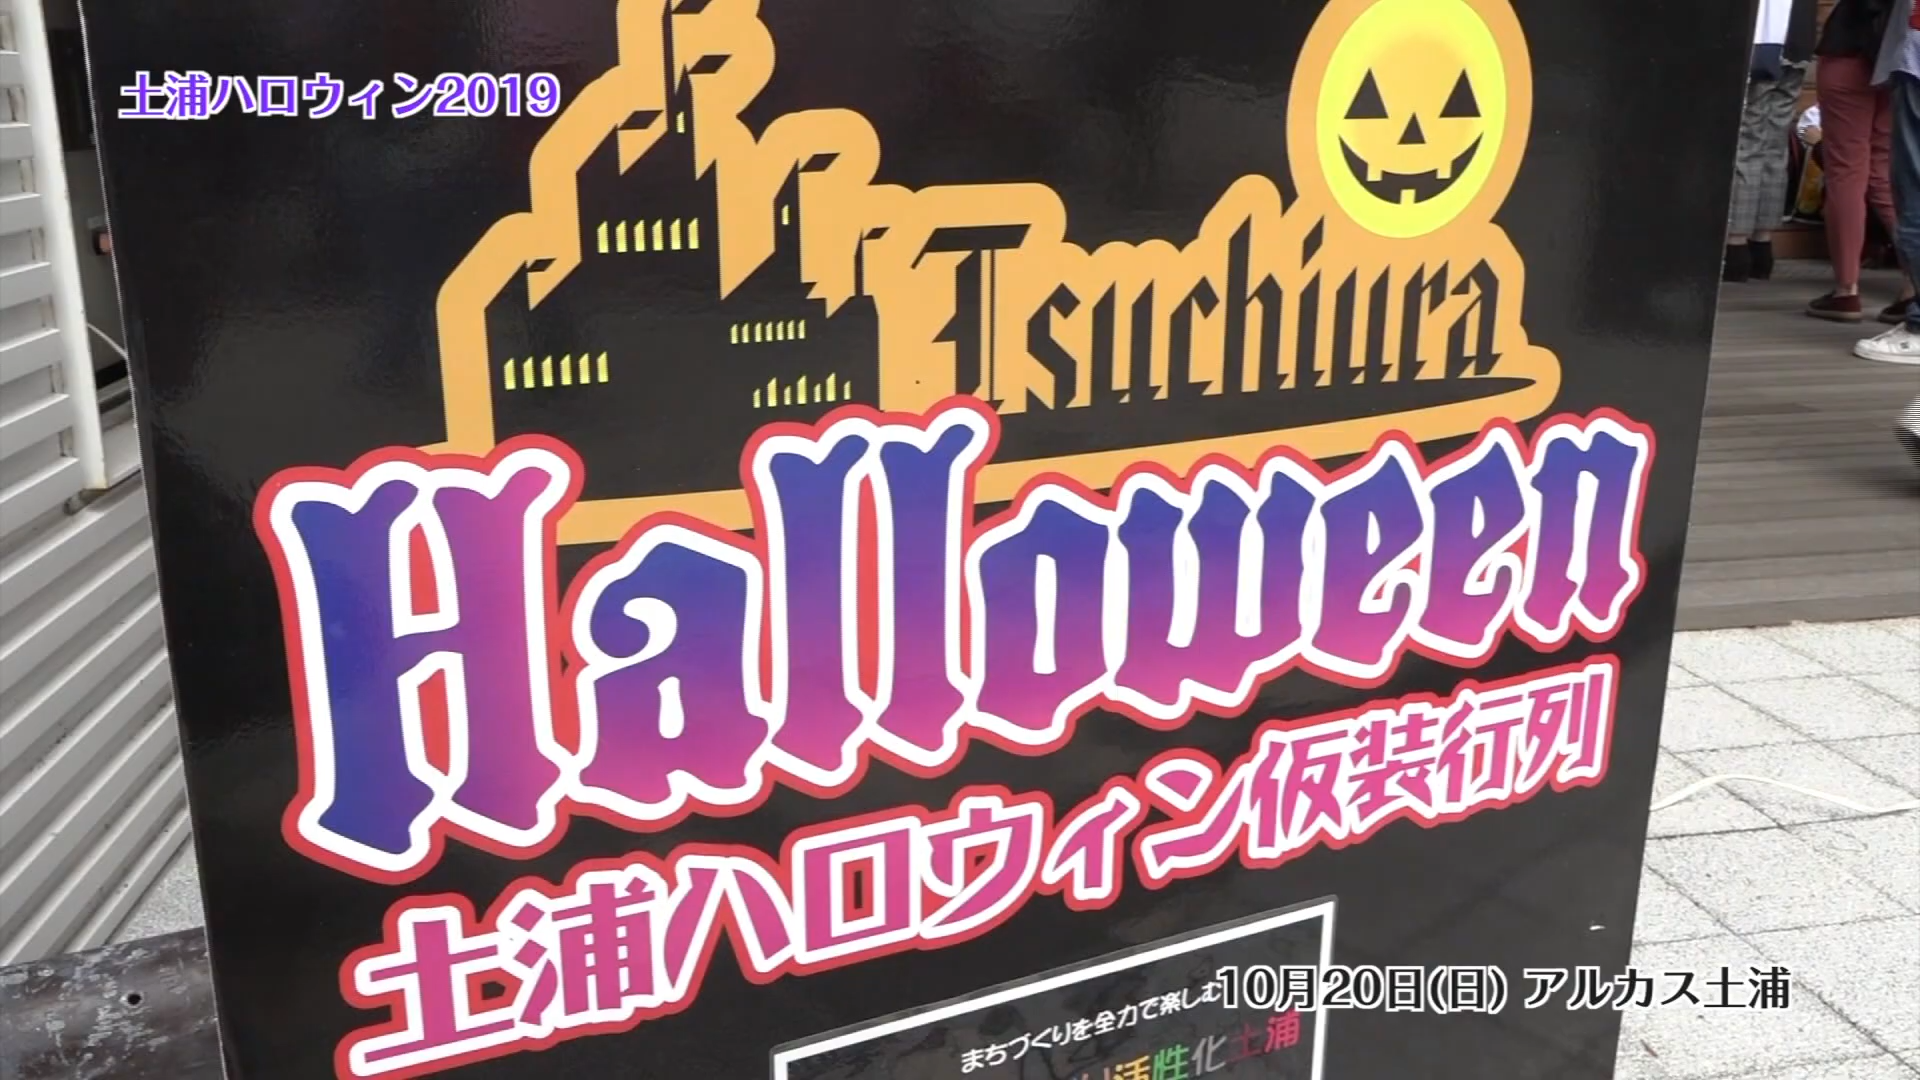 土浦ハロウィン2019
Tsuchiura
Halloween
土浦ハロウィン仮装行列
まちづくりを全力で楽しむ
活性化土浦
10月20日(日) アルカス土浦